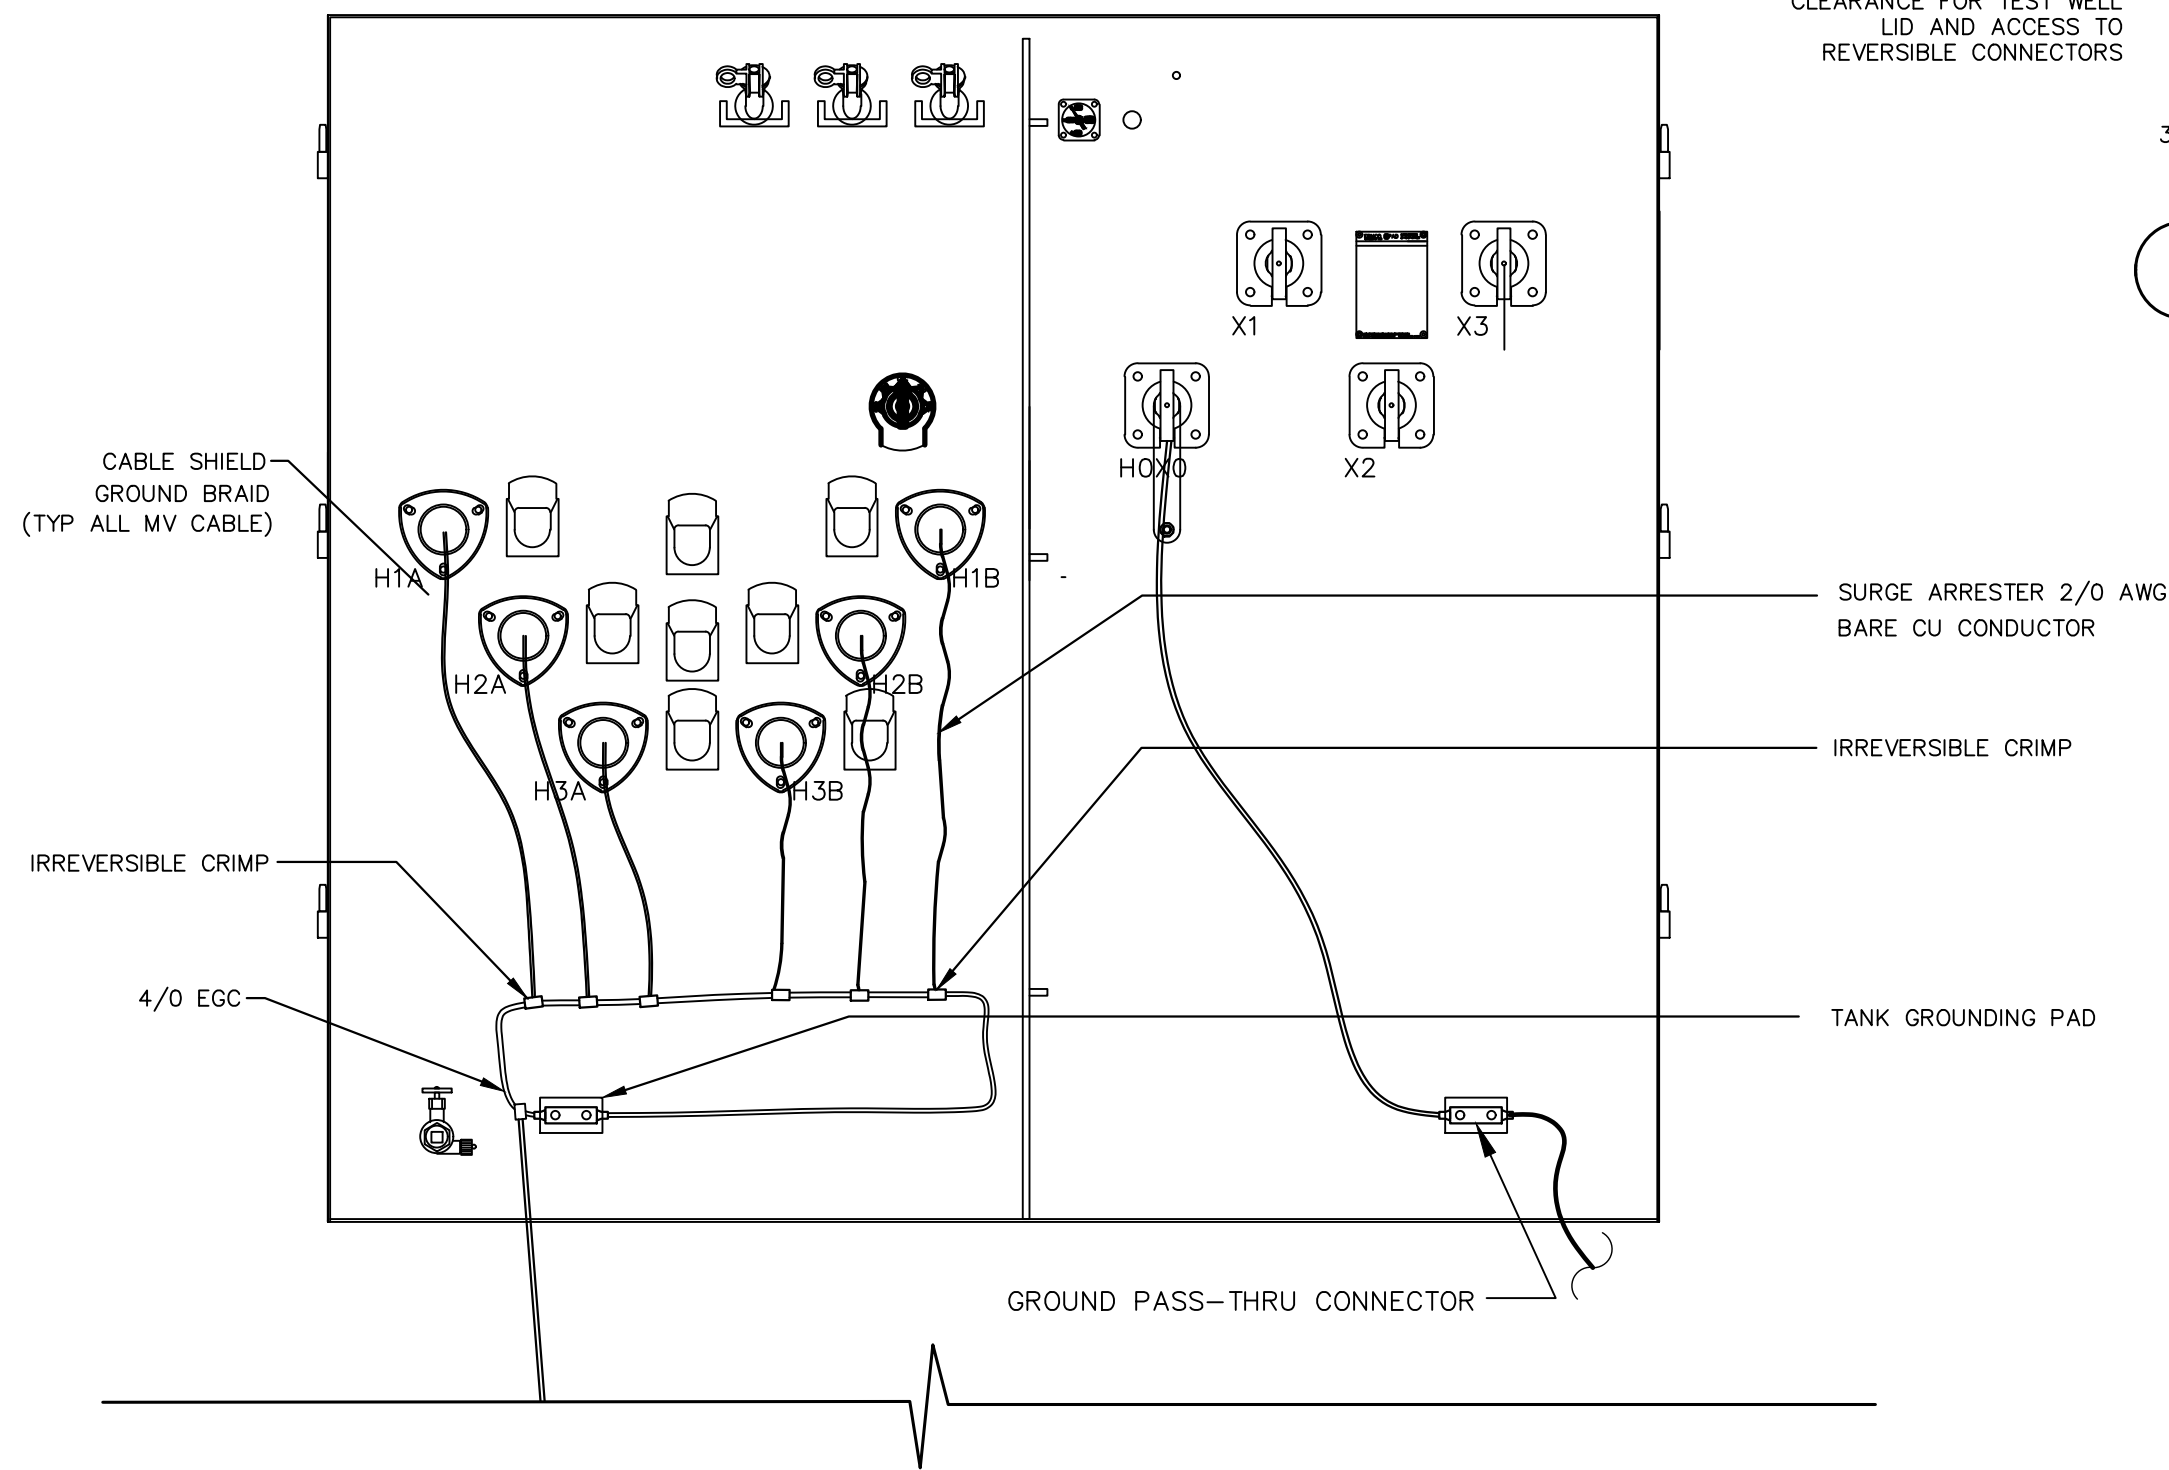 CLEARANCE FOR TEST WELL
LID AND ACCESS TO
REVERSIBLE CONNECTORS
3
X1
X3
H0X0
X2
CABLE SHIELD
GROUND BRAID
(TYP ALL MV CABLE)
H1A
H1B
SURGE ARRESTER 2/0 AWG
BARE CU CONDUCTOR
H2A
H2B
IRREVERSIBLE CRIMP
H3A
H3B
IRREVERSIBLE CRIMP
4/0 EGC
TANK GROUNDING PAD
GROUND PASS-THRU CONNECTOR